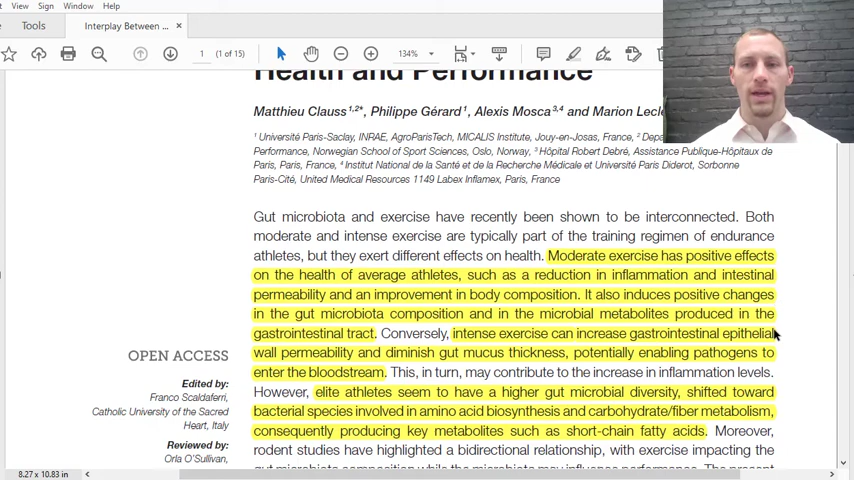 View Sign Window Help
Tools
Interplay Between ... ×
1 (1 of 15) 134%
Health and Performance
Matthieu Clauss 1,2*, Philippe Gérard 1, Alexis Mosca 3,4 and Marion Lecle
1 Université Paris-Saclay, INRAE, AgroParisTech, MICALIS Institute, Jouy-en-Josas, France, 2 Depa
Performance, Norwegian School of Sport Sciences, Oslo, Norway, 3 Hôpital Robert Debré, Assistance Publique-Hôpitaux de
Paris, Paris, France, 4 Institut National de la Santé et de la Recherche Médicale et Université Paris Diderot, Sorbonne
Paris-Cité, United Medical Resources 1149 Labex Inflamex, Paris, France
Gut microbiota and exercise have recently been shown to be interconnected. Both
moderate and intense exercise are typically part of the training regimen of endurance
athletes, but they exert different effects on health. Moderate exercise has positive effects
on the health of average athletes, such as a reduction in inflammation and intestinal
permeability and an improvement in body composition. It also induces positive changes
in the gut microbiota composition and in the microbial metabolites produced in the
gastrointestinal tract. Conversely, intense exercise can increase gastrointestinal epithelial
wall permeability and diminish gut mucus thickness, potentially enabling pathogens to
enter the bloodstream. This, in turn, may contribute to the increase in inflammation levels.
However, elite athletes seem to have a higher gut microbial diversity, shifted toward
bacterial species involved in amino acid biosynthesis and carbohydrate/fiber metabolism,
consequently producing key metabolites such as short-chain fatty acids. Moreover,
rodent studies have highlighted a bidirectional relationship, with exercise impacting the
gut microbiota composition while the microbiota may influence performance. The present
OPEN ACCESS
Edited by:
Franco Scaldaferri,
Catholic University of the Sacred
Heart, Italy
Reviewed by:
Orla O'Sullivan,
8.27 x 10.83 in